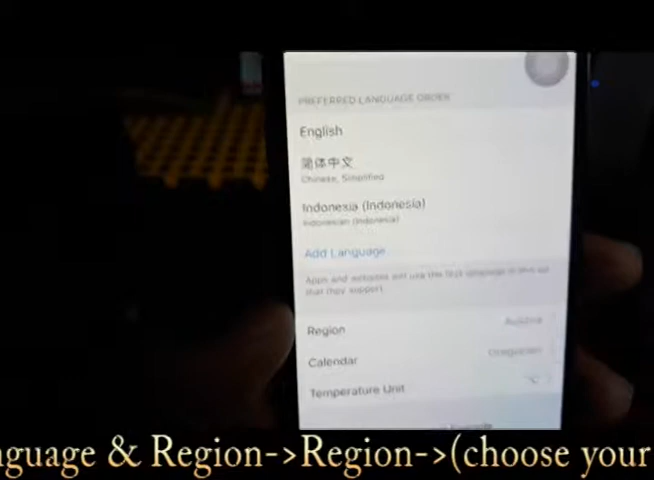 PREFERRED LANGUAGE ORDER
English
简体中文
Chinese, Simplified
Indonesia (Indonesia)
Indonesian (Indonesia)
Add Language
Apps and websites will use the first language in this list
that they support.
Region
Calendar Gregorian
Temperature Unit °C
nguage & Region->Region->(choose your